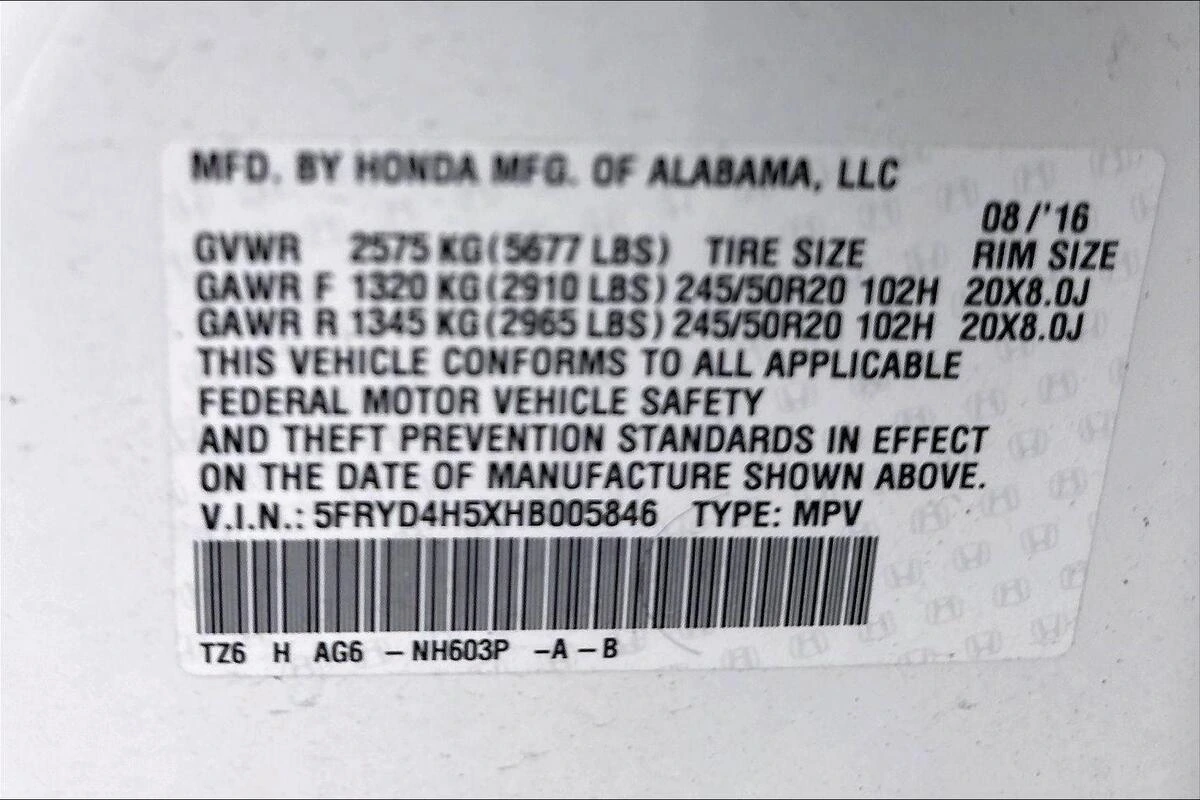 MFD. BY HONDA MFG. OF ALABAMA, LLC
08/'16
GVWR 2575 KG(5677 LBS) TIRE SIZE RIM SIZE
GAWR F 1320 KG(2910 LBS) 245/50R20 102H 20X8.0J
GAWR R 1345 KG(2965 LBS) 245/50R20 102H 20X8.0J
THIS VEHICLE CONFORMS TO ALL APPLICABLE
FEDERAL MOTOR VEHICLE SAFETY
AND THEFT PREVENTION STANDARDS IN EFFECT
ON THE DATE OF MANUFACTURE SHOWN ABOVE.
V.I.N.: 5FRYD4H5XHB005846 TYPE: MPV
TZ6 H AG6 – NH603P –A – B